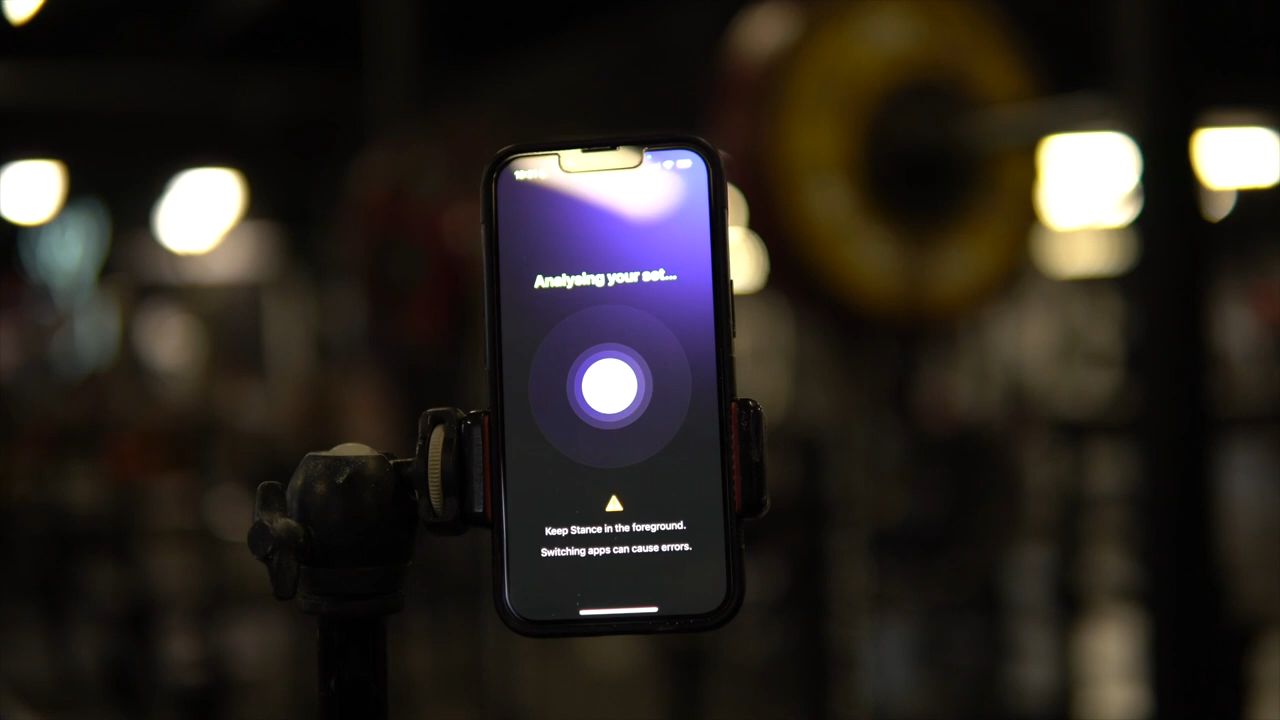 Analysing your set...
Keep Stance in the foreground.
Switching apps can cause errors.